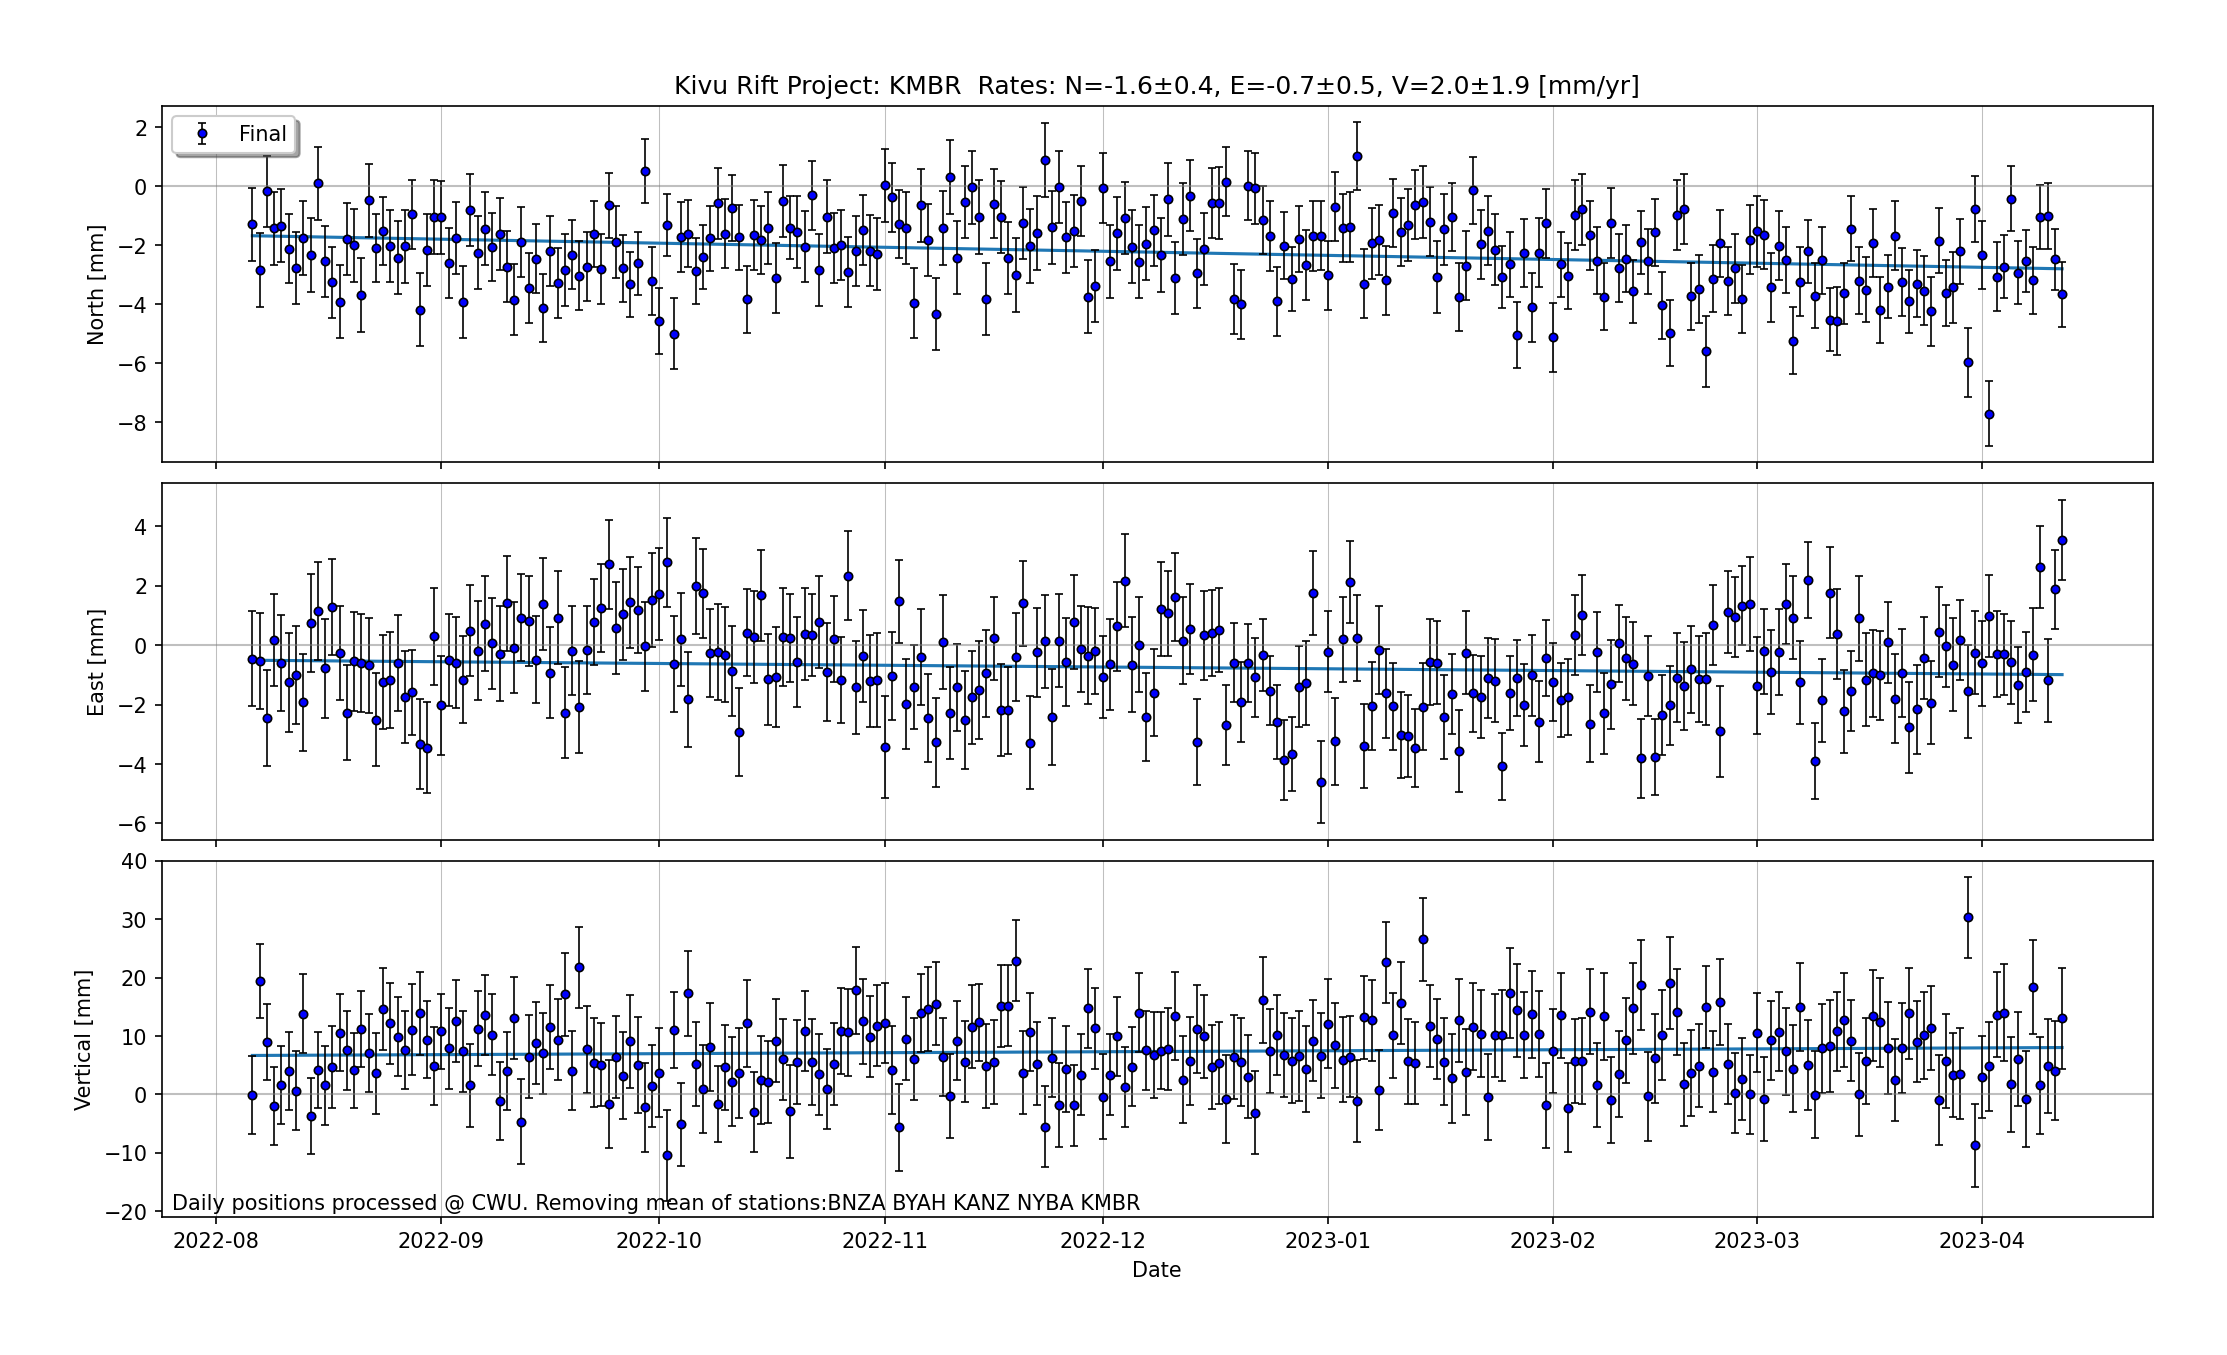 Kivu Rift Project: KMBR  Rates: N=-1.6±0.4, E=-0.7±0.5, V=2.0±1.9 [mm/yr]
Final
North [mm]
2
0
−2
−4
−6
−8
East [mm]
4
2
0
−2
−4
−6
Vertical [mm]
40
30
20
10
0
−10
−20
Daily positions processed @ CWU. Removing mean of stations:BNZA BYAH KANZ NYBA KMBR
2022-08 2022-09 2022-10 2022-11 2022-12 2023-01 2023-02 2023-03 2023-04
Date